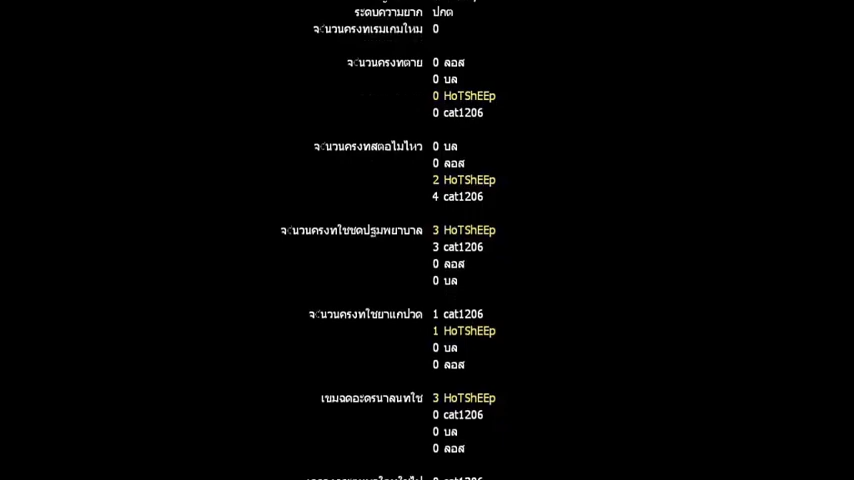 ระดบความยาก ปกต
จำนวนครงทเรมเกมใหม 0
จำนวนครงทตาย 0 ลอส
0 บล
0 HoTShEEp
0 cat1206
จำนวนครงทสตอไมไหว 0 บล
0 ลอส
2 HoTShEEp
4 cat1206
จำนวนครงทใชชดปฐมพยาบาล 3 HoTShEEp
3 cat1206
0 ลอส
0 บล
จำนวนครงทใชยาแกปวด 1 cat1206
1 HoTShEEp
0 บล
0 ลอส
เขมฉดอะดรนาลนทใช 3 HoTShEEp
0 cat1206
0 บล
0 ลอส